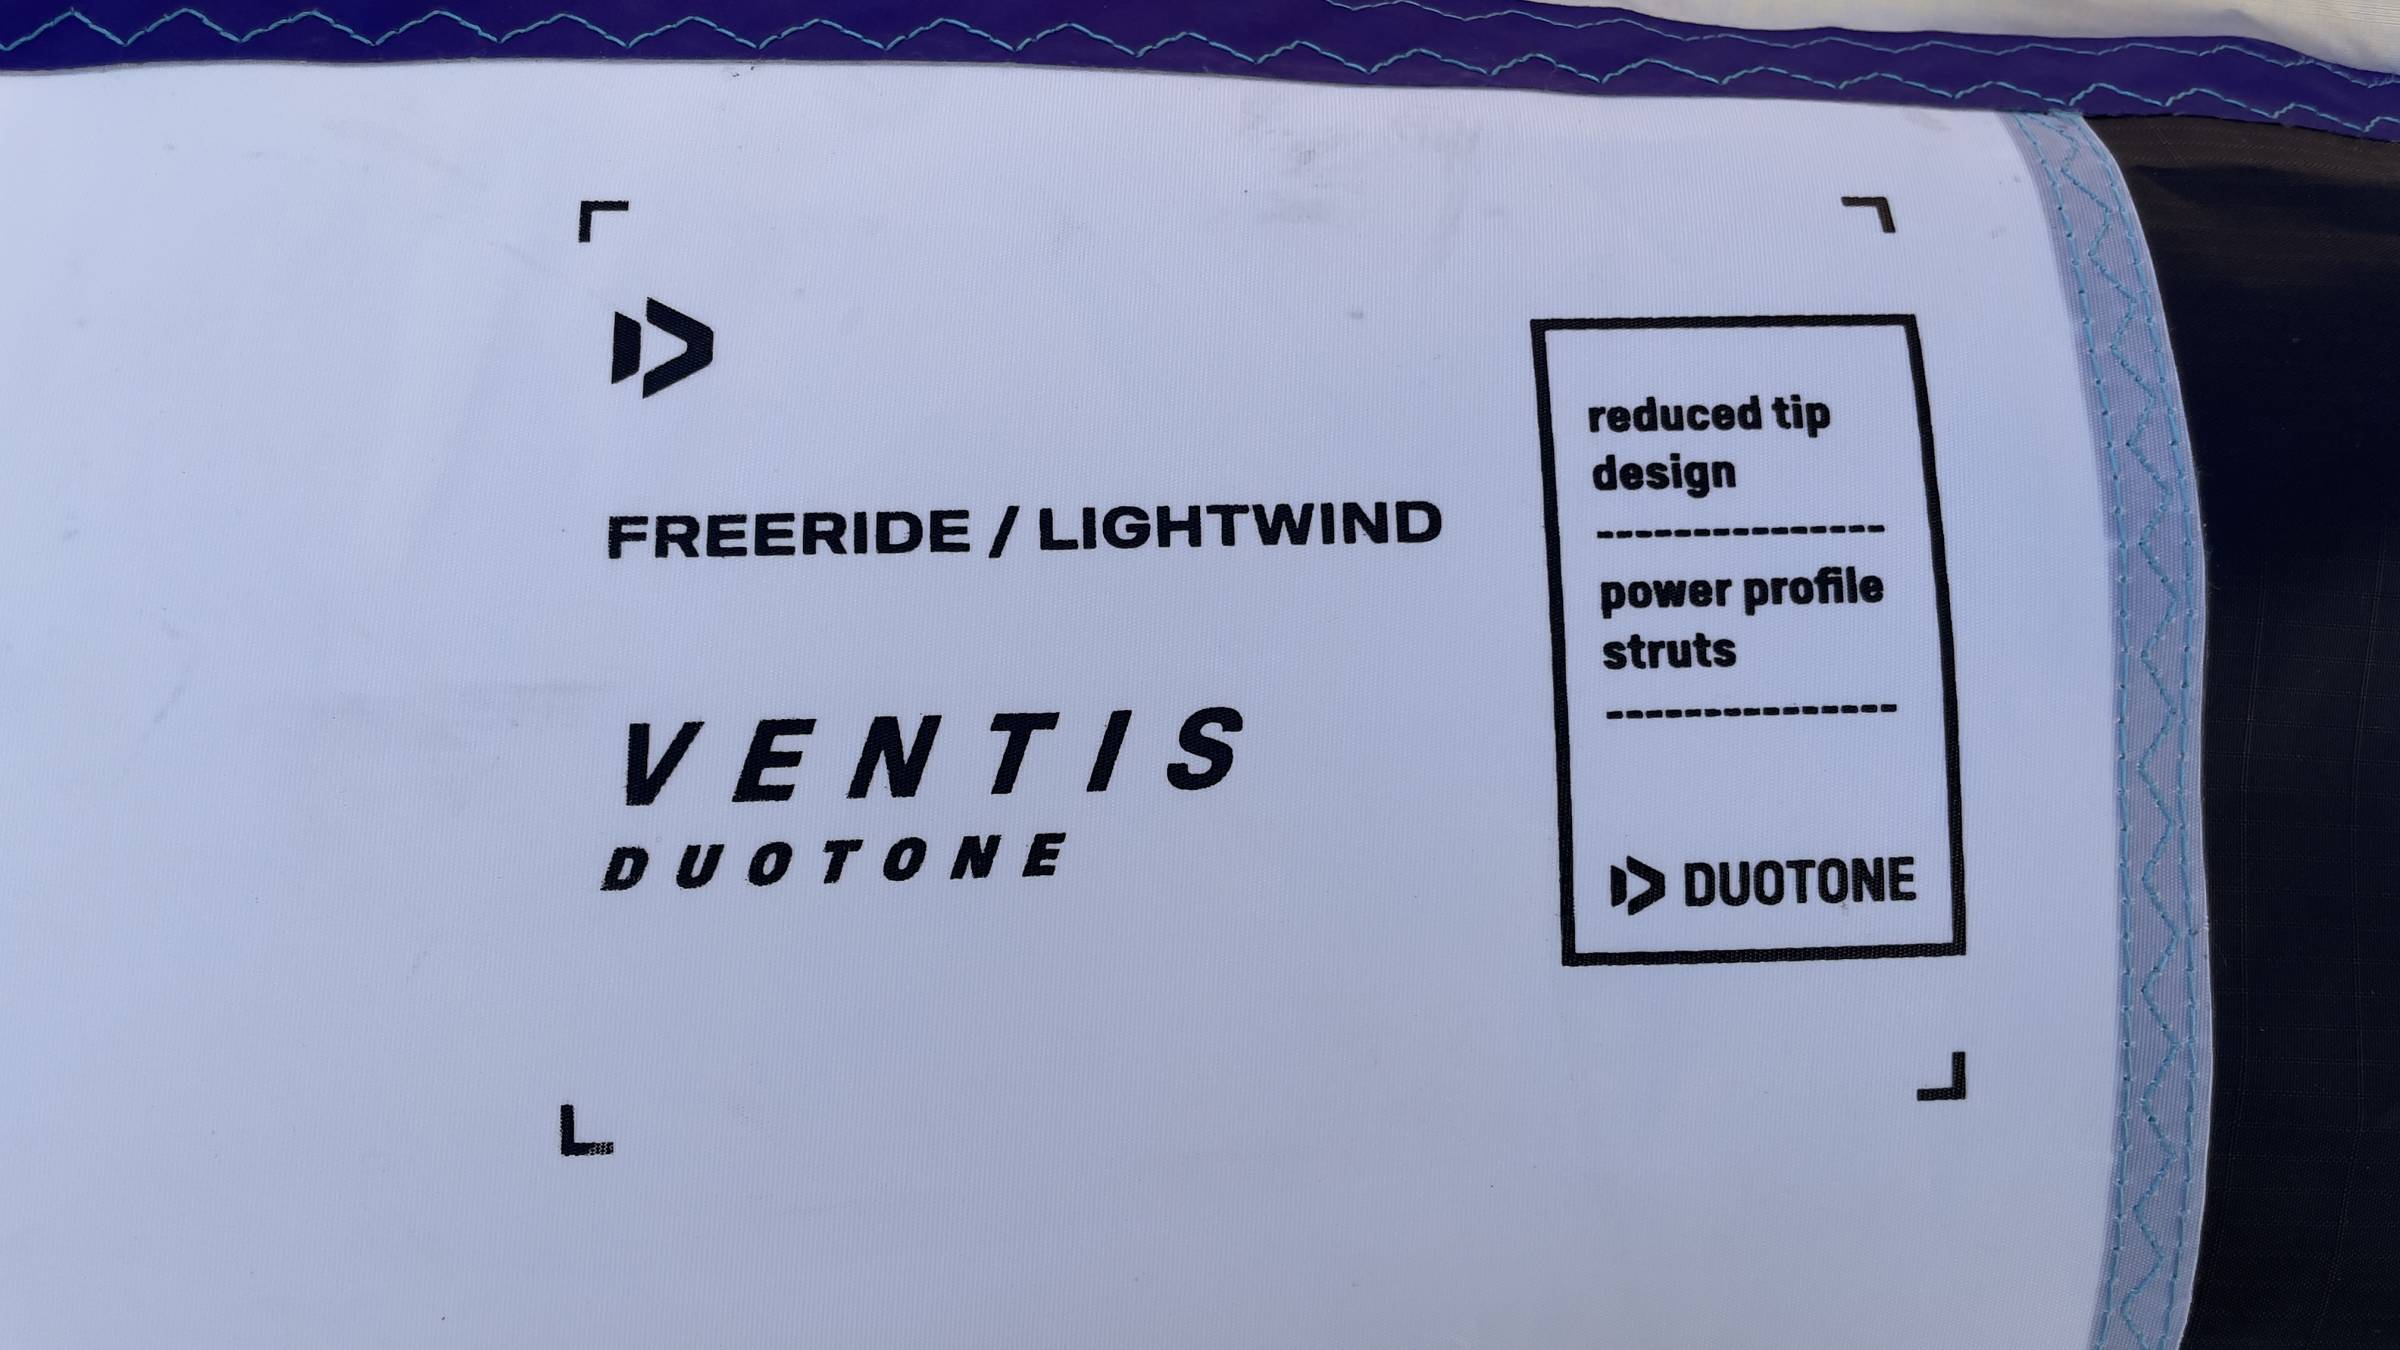 FREERIDE / LIGHTWIND
VENTIS
DUOTONE
reduced tip
design
power profile
struts
DUOTONE